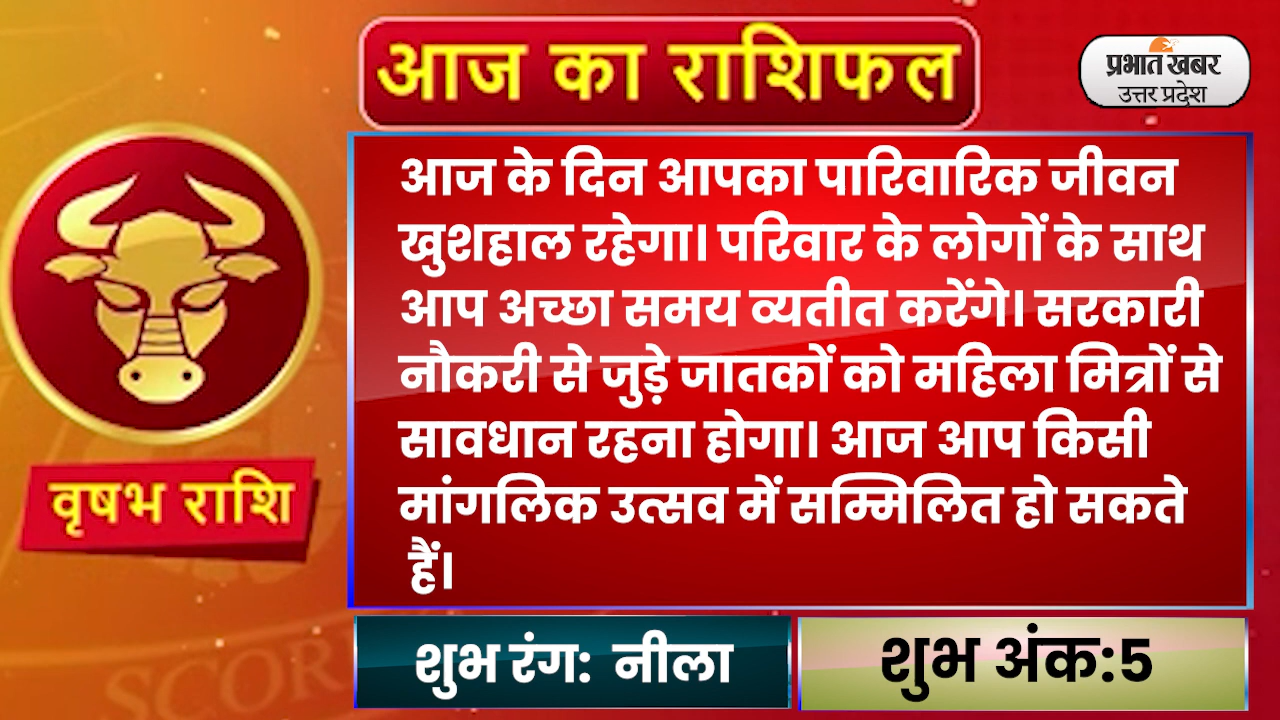 आज का राशिफल
प्रभात खबर
उत्तर प्रदेश
आज के दिन आपका पारिवारिक जीवन
खुशहाल रहेगा। परिवार के लोगों के साथ
आप अच्छा समय व्यतीत करेंगे। सरकारी
नौकरी से जुड़े जातकों को महिला मित्रों से
सावधान रहना होगा। आज आप किसी
मांगलिक उत्सव में सम्मिलित हो सकते
हैं।
वृषभ राशि
शुभ रंग: नीला
शुभ अंक:5